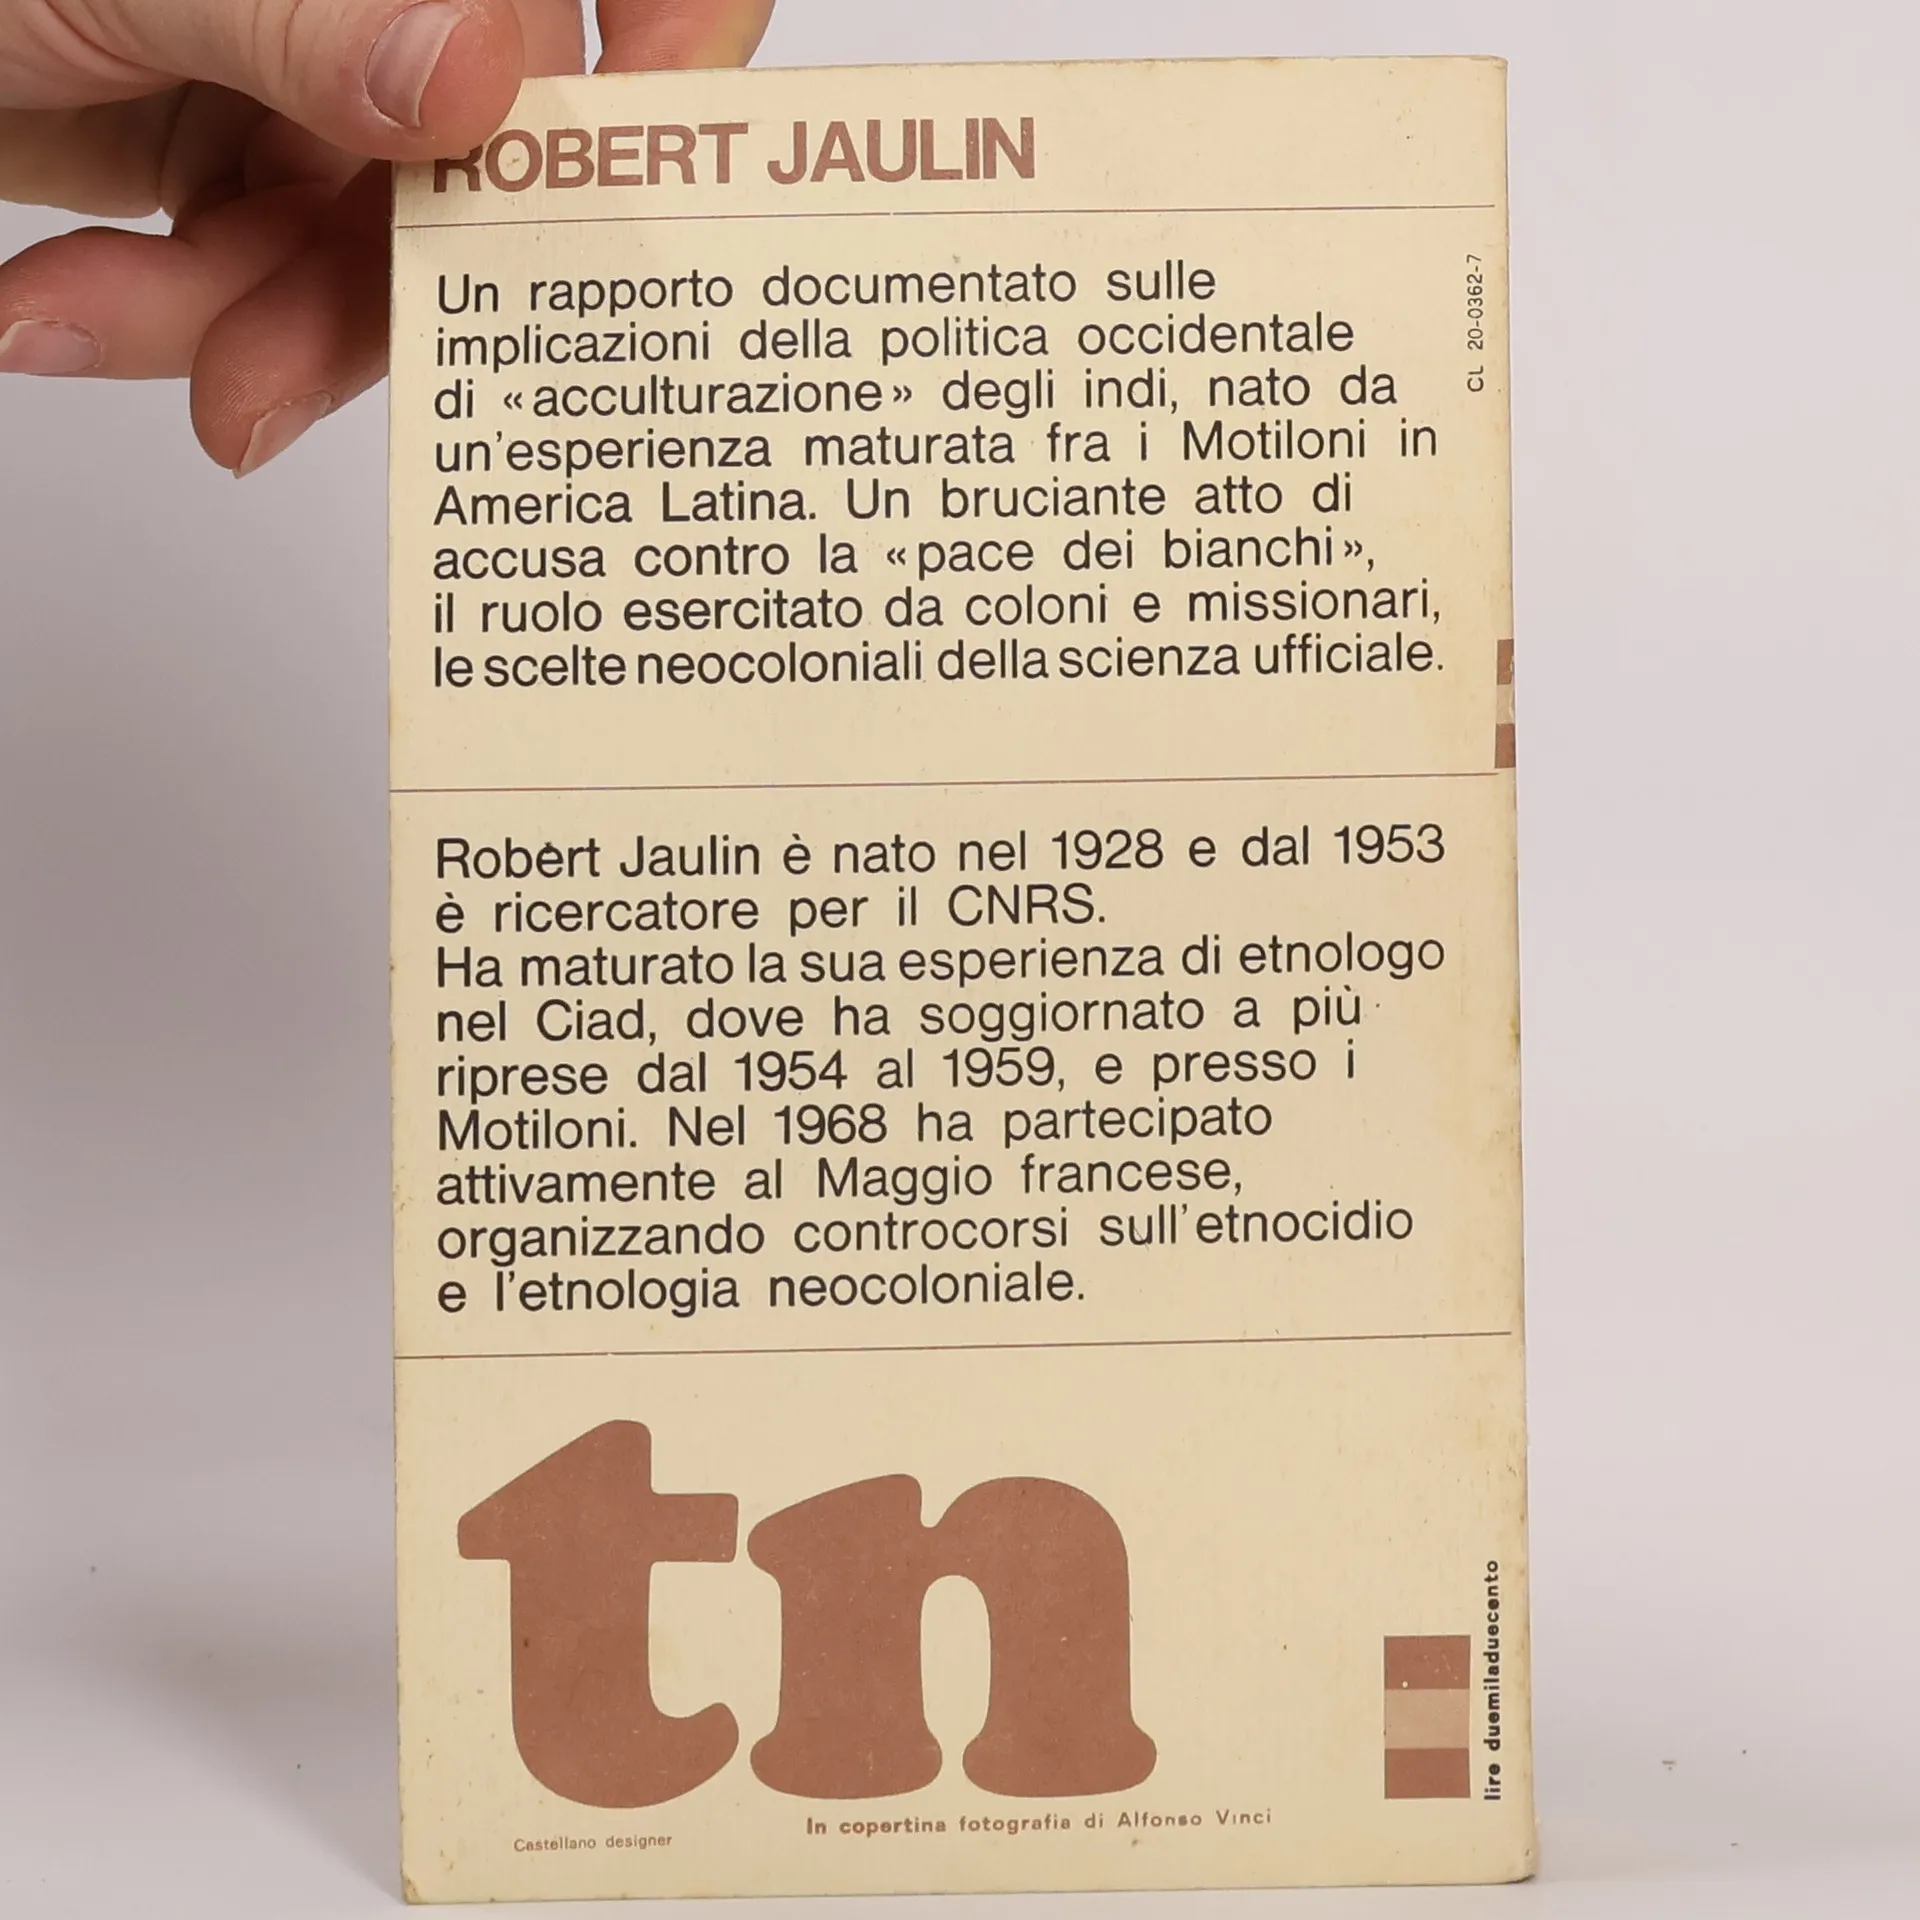 ROBERT JAULIN
Un rapporto documentato sulle
implicazioni della politica occidentale
di «acculturazione» degli indi, nato da
un'esperienza maturata fra i Motiloni in
America Latina. Un bruciante atto di
accusa contro la «pace dei bianchi»,
il ruolo esercitato da coloni e missionari,
le scelte neocoloniali della scienza ufficiale.
CL 20-0362-7
Robert Jaulin è nato nel 1928 e dal 1953
è ricercatore per il CNRS.
Ha maturato la sua esperienza di etnologo
nel Ciad, dove ha soggiornato a più
riprese dal 1954 al 1959, e presso i
Motiloni. Nel 1968 ha partecipato
attivamente al Maggio francese,
organizzando controcorsi sull'etnocidio
e l'etnologia neocoloniale.
tn
lire duemiladuecento
In copertina fotografia di Alfonso Vinci
Castellano designer